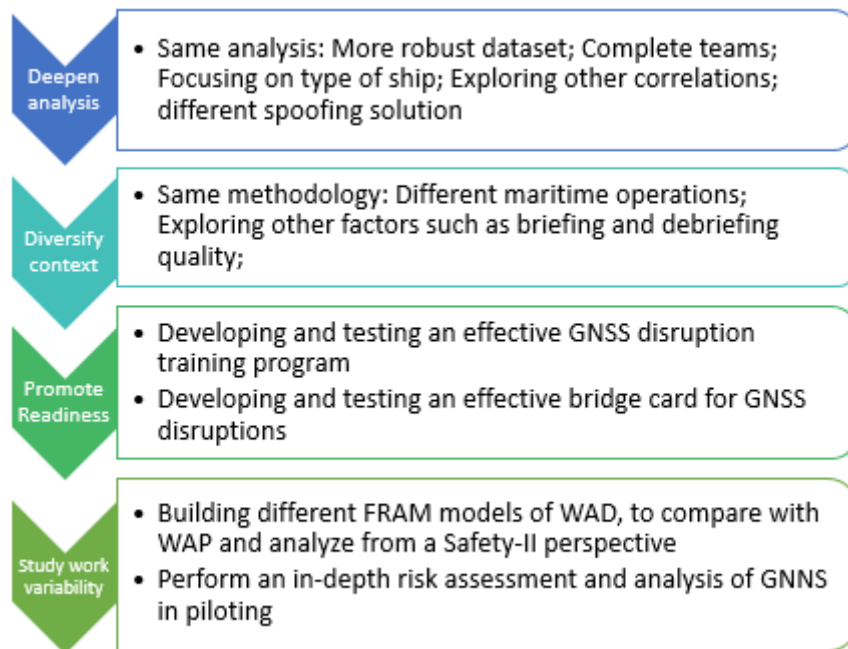 Deepen
analysis
• Same analysis: More robust dataset; Complete teams;
Focusing on type of ship; Exploring other correlations;
different spoofing solution
Diversify
context
• Same methodology: Different maritime operations;
Exploring other factors such as briefing and debriefing
quality;
Promote
Readiness
• Developing and testing an effective GNSS disruption
training program
• Developing and testing an effective bridge card for GNSS
disruptions
Study work
variability
• Building different FRAM models of WAD, to compare with
WAP and analyze from a Safety-II perspective
• Perform an in-depth risk assessment and analysis of GNNS
in piloting